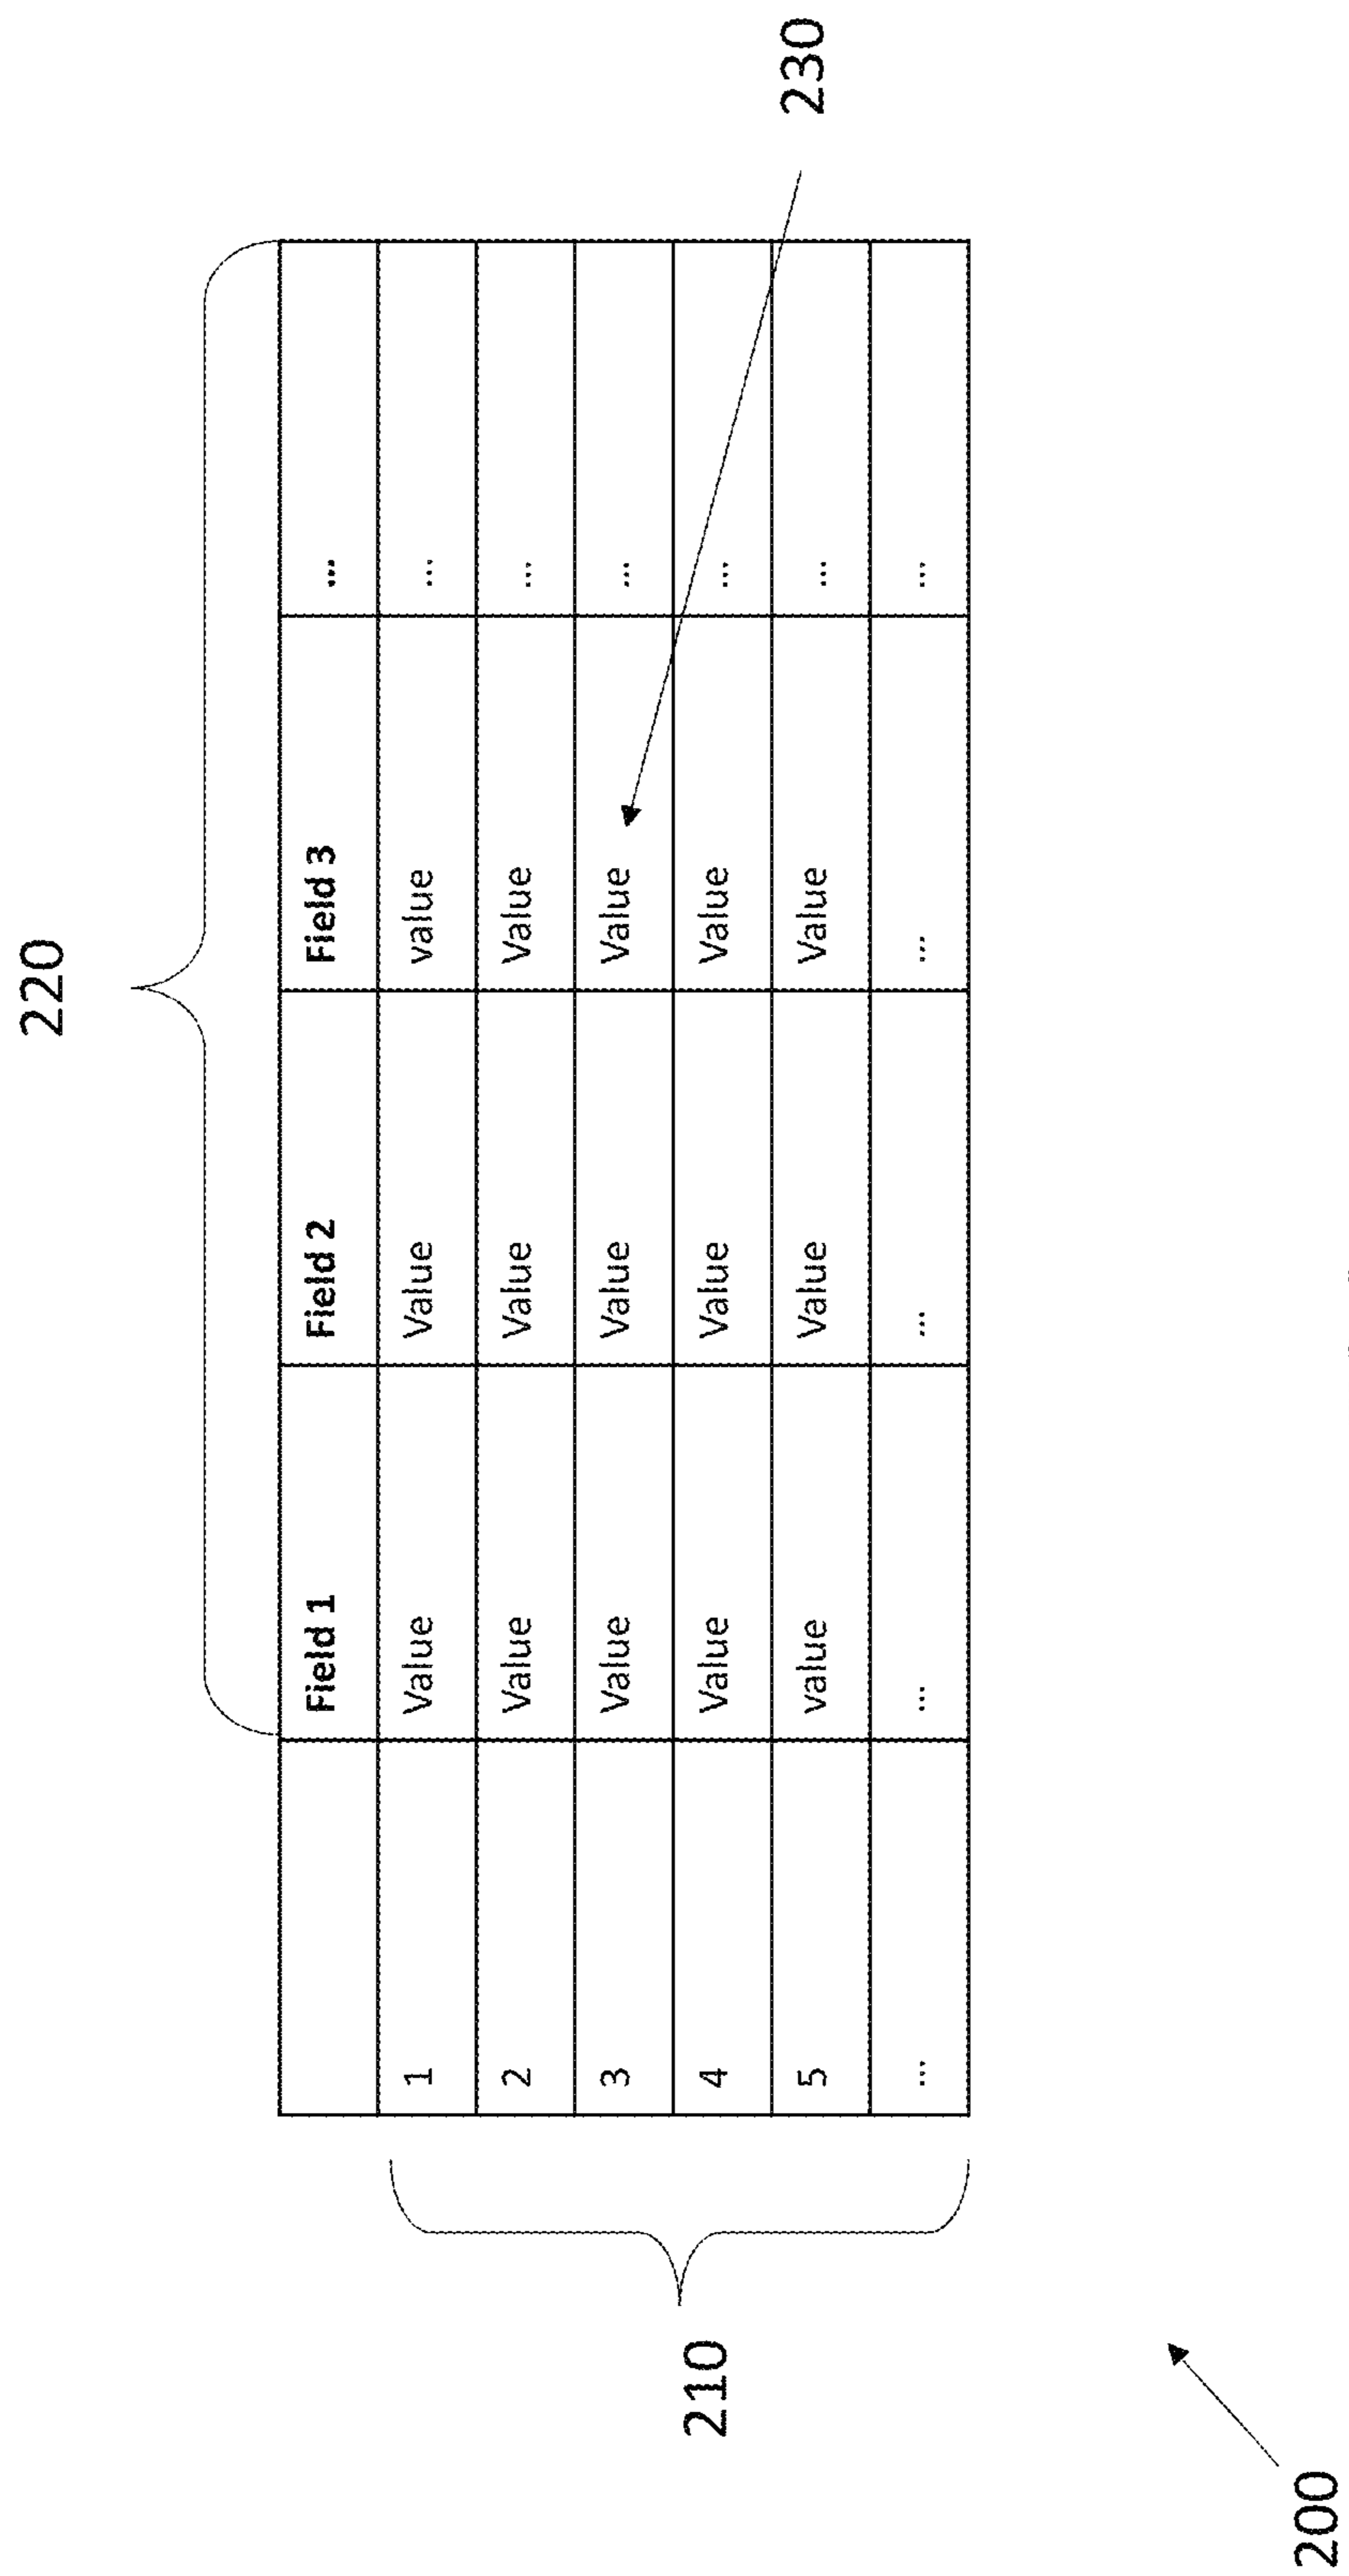 220
Field 1 Field 2 Field 3 ...
1 Value Value value ...
2 Value Value Value ...
3 Value Value Value ...
4 Value Value Value ...
5 value Value Value ...
... ... ... ...
210
230
200